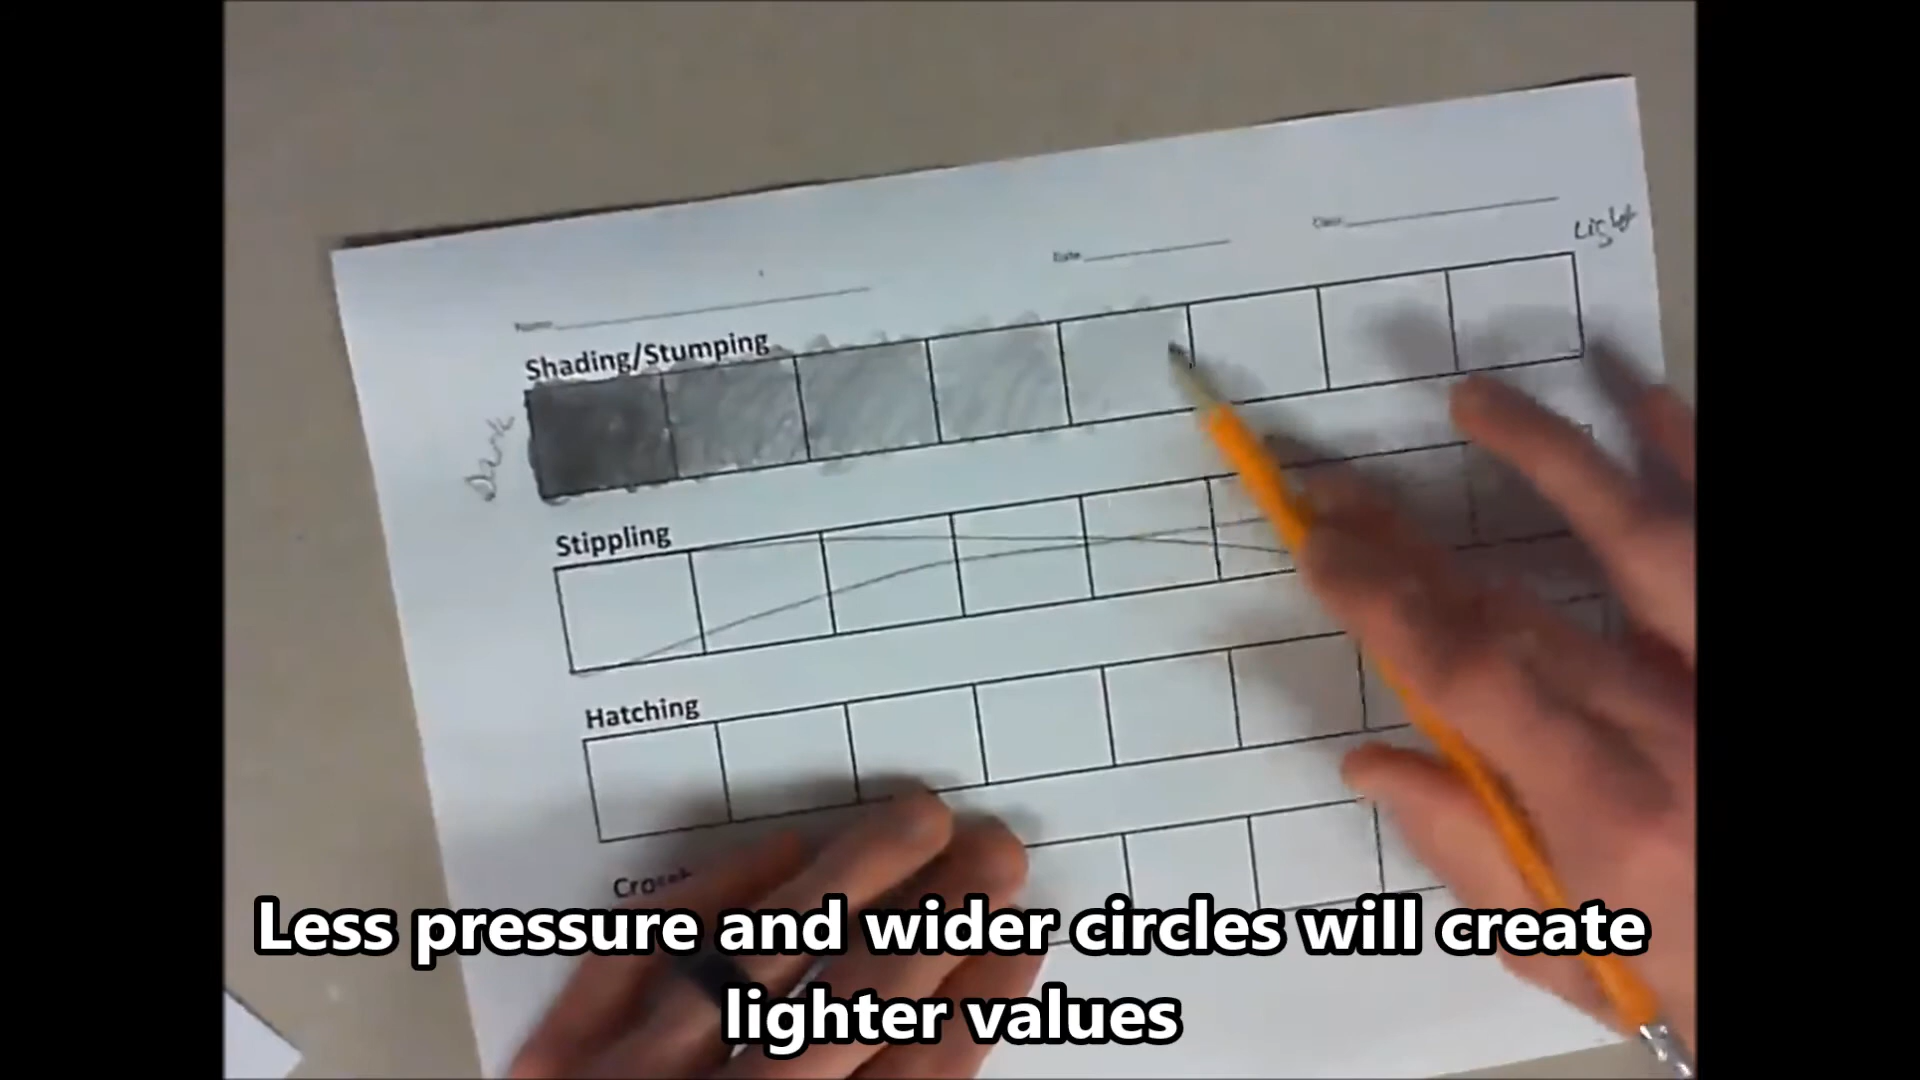 Light
Name
Date
Class
Shading/Stumping
Dark
Stippling
Hatching
Less pressure and wider circles will create
lighter values